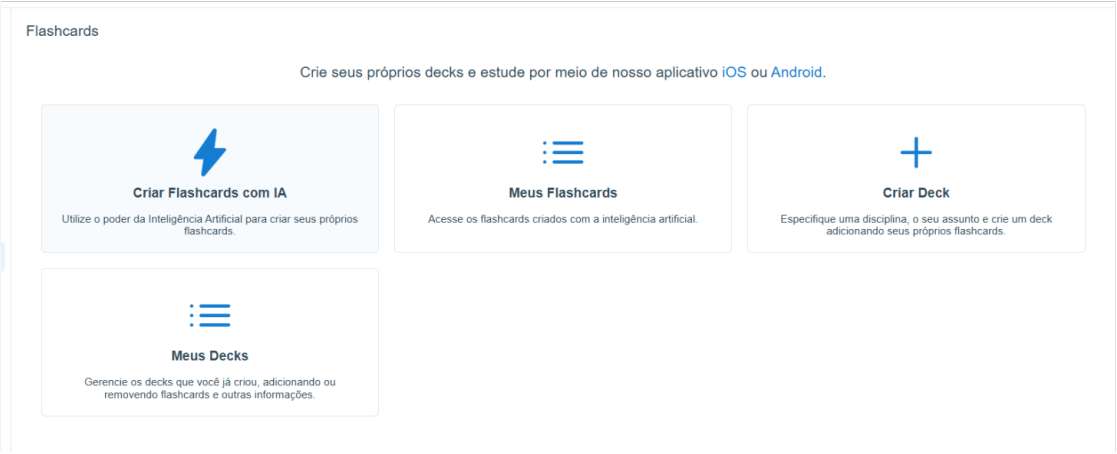 Flashcards
Crie seus próprios decks e estude por meio de nosso aplicativo iOS ou Android.
Criar Flashcards com IA
Utilize o poder da Inteligência Artificial para criar seus próprios
flashcards.
Meus Flashcards
Acesse os flashcards criados com a inteligência artificial.
Criar Deck
Especifique uma disciplina, o seu assunto e crie um deck
adicionando seus próprios flashcards.
Meus Decks
Gerencie os decks que você já criou, adicionando ou
removendo flashcards e outras informações.